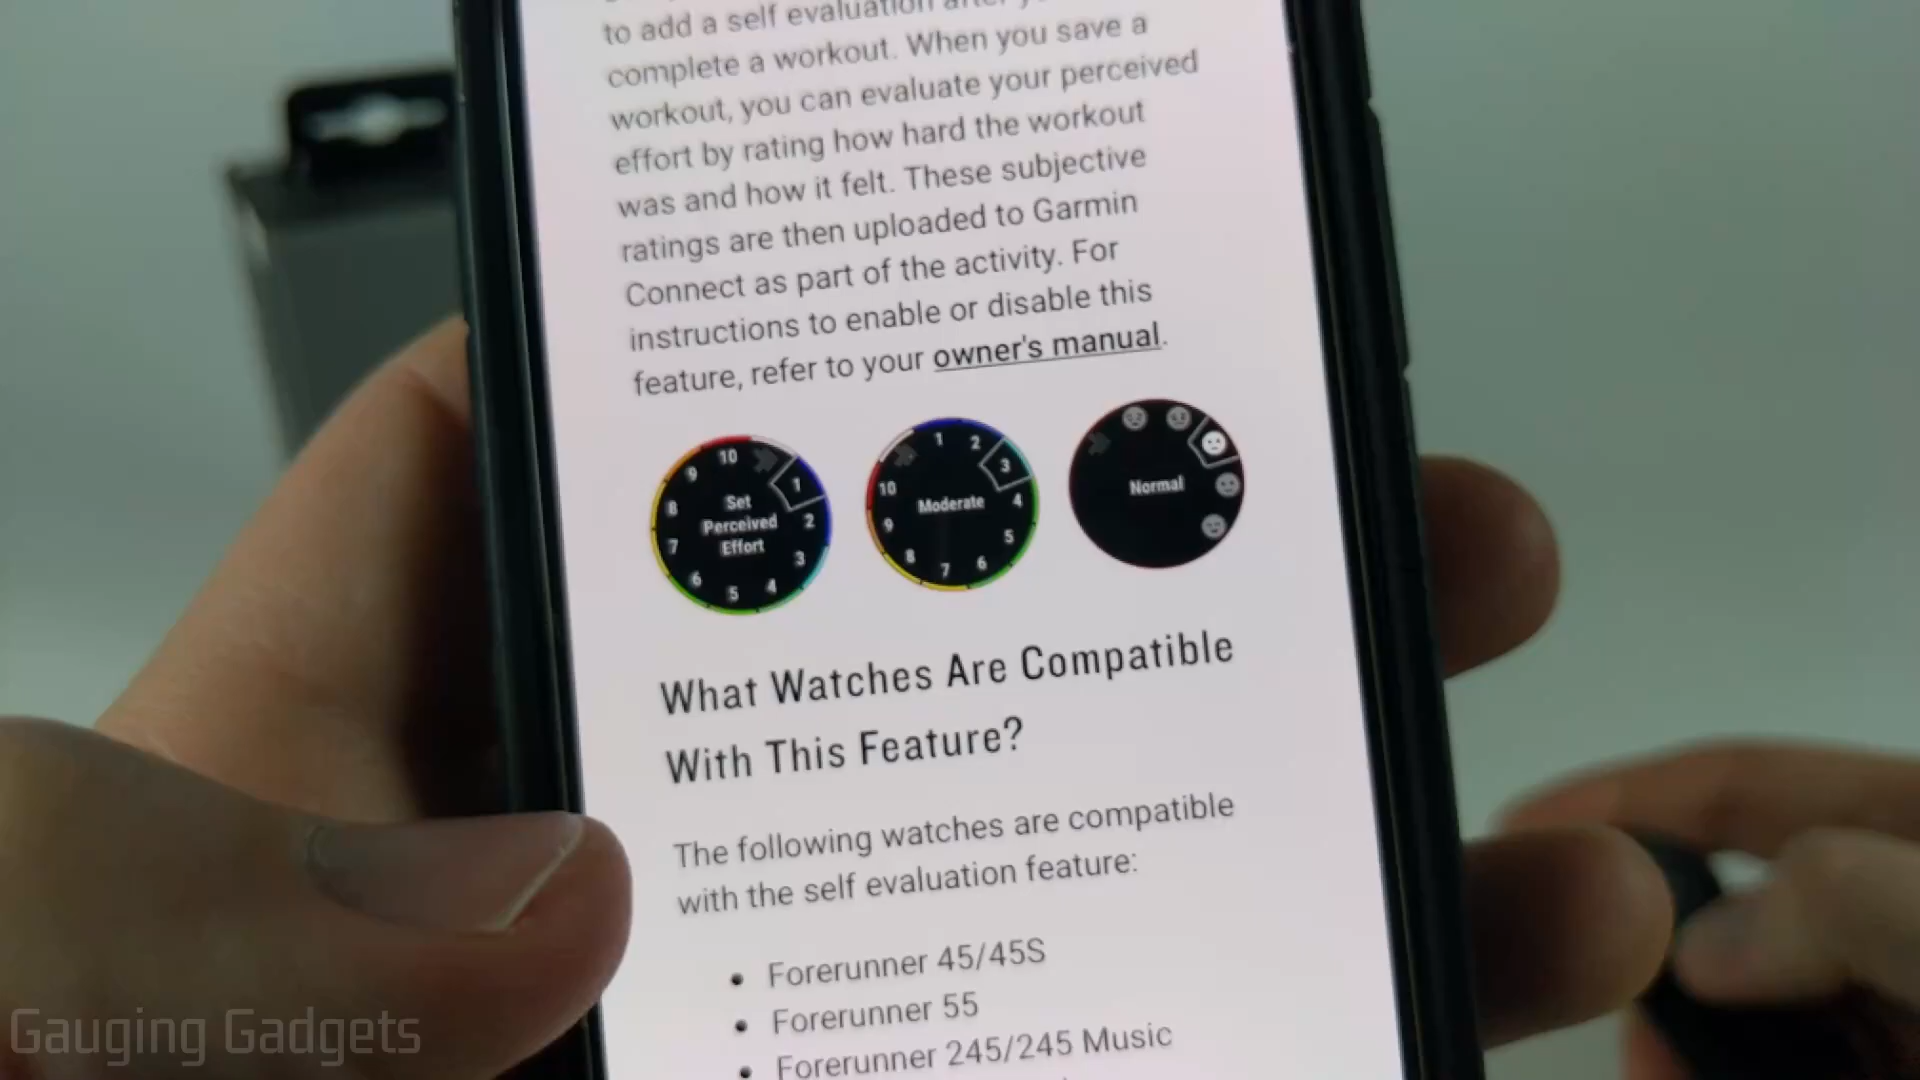 to add a self evaluation after
complete a workout. When you save a
workout, you can evaluate your perceived
effort by rating how hard the workout
was and how it felt. These subjective
ratings are then uploaded to Garmin
Connect as part of the activity. For
instructions to enable or disable this
feature, refer to your owner's manual.
10
9
1
8
Set
Perceived
Effort
2
7
3
6
5
4
1
2
3
10
Moderate
4
9
5
8
7
6
Normal
What Watches Are Compatible
With This Feature?
The following watches are compatible
with the self evaluation feature:
• Forerunner 45/45S
• Forerunner 55
• Forerunner 245/245 Music
Gauging Gadgets